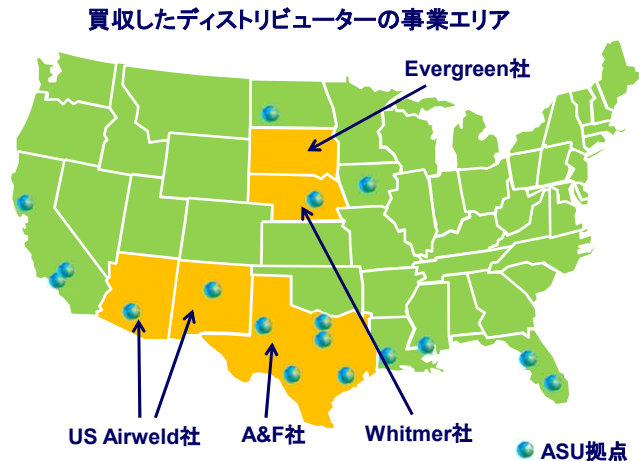 買収したディストリビューターの事業エリア
Evergreen社
US Airweld社
A&F社
Whitmer社
ASU拠点